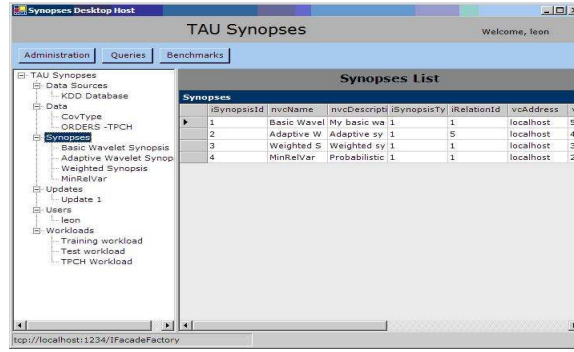 Synopses Desktop Host
TAU Synopses
Welcome, leon
Administration Queries Benchmarks
TAU Synopses
Data Sources
KDD Database
Data
CovType
ORDERS -TPCH
Synopses
Basic Wavelet Synopsis
Adaptive Wavelet Synop
Weighted Synopsis
MinRelVar
Updates
Update 1
Users
leon
Workloads
Training workload
Test workload
TPCH Workload
Synopses List
Synopses
iSynopsisId nvcName nvcDescripti iSynopsisTy iRelationId vcAddress
1 Basic Wavel My basic wa 1 1 localhost 5
2 Adaptive W Adaptive sy 1 5 localhost 4
3 Weighted S Weighted sy 1 1 localhost 3
4 MinRelVar Probabilistic 1 1 localhost 2
tcp://localhost:1234/IFacadeFactory